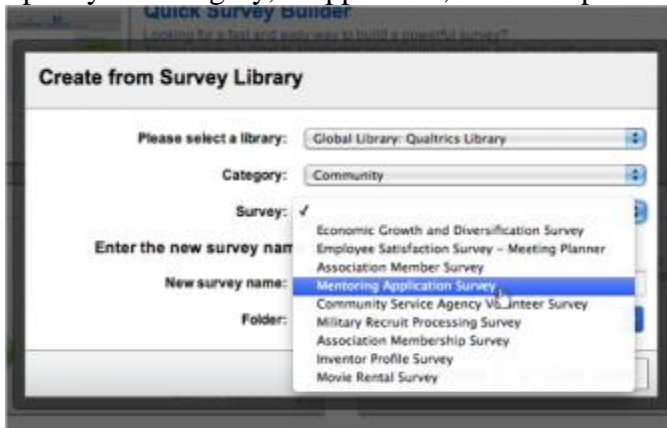 Quick Survey Builder
Looking for a fast and easy way to build a powerful survey?
Create from Survey Library
Please select a library: Global Library: Qualtrics Library
Category: Community
Survey: ✓
Economic Growth and Diversification Survey
Employee Satisfaction Survey – Meeting Planner
Enter the new survey nam
Association Member Survey
New survey name:
Mentoring Application Survey
Community Service Agency Volunteer Survey
Folder:
Military Recruit Processing Survey
Association Membership Survey
Inventor Profile Survey
Movie Rental Survey